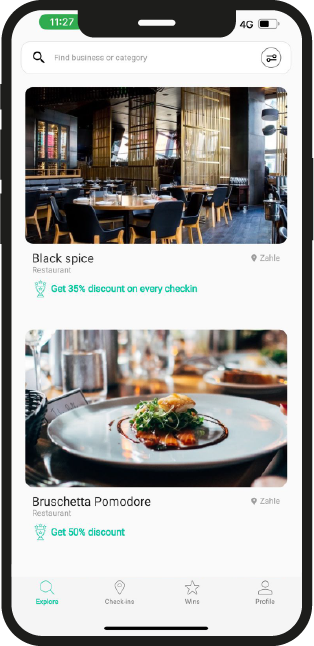 11:27
4G
Find business or category
Black spice
Zahle
Restaurant
Get 35% discount on every checkin
Bruschetta Pomodore
Zahle
Restaurant
Get 50% discount
Explore
Check-ins
Wins
Profile